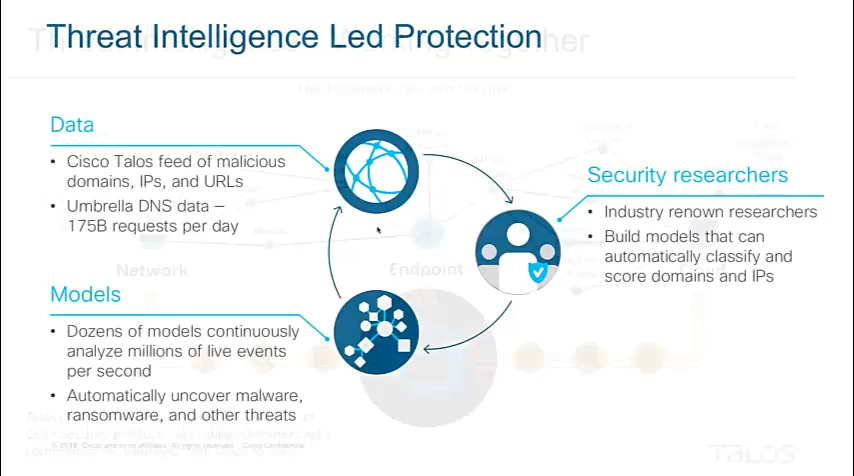 Threat Intelligence Led Protection
Data
• Cisco Talos feed of malicious
domains, IPs, and URLs
• Umbrella DNS data –
175B requests per day
Security researchers
• Industry renown researchers
• Build models that can
automatically classify and
score domains and IPs
Network
Endpoint
Cloud
Models
• Dozens of models continuously
analyze millions of live events
per second
• Automatically uncover malware,
ransomware, and other threats
TALOS